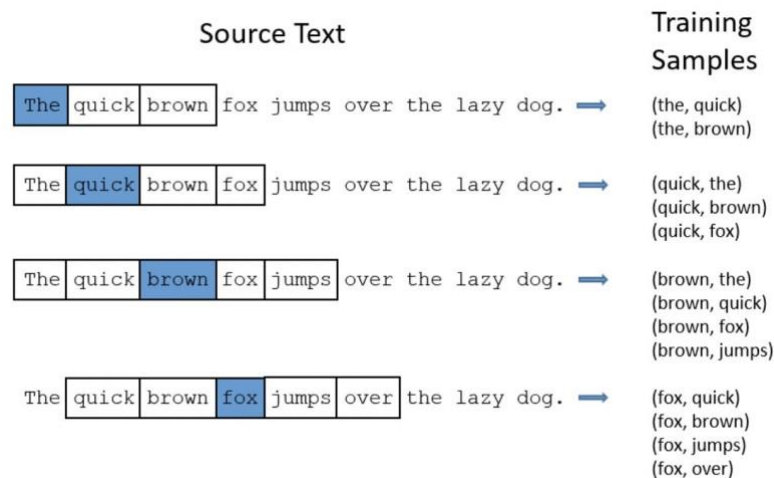 Source Text
Training
Samples
The quick brown fox jumps over the lazy dog.
(the, quick)
(the, brown)
The quick brown fox jumps over the lazy dog.
(quick, the)
(quick, brown)
(quick, fox)
The quick brown fox jumps over the lazy dog.
(brown, the)
(brown, quick)
(brown, fox)
(brown, jumps)
The quick brown fox jumps over the lazy dog.
(fox, quick)
(fox, brown)
(fox, jumps)
(fox, over)